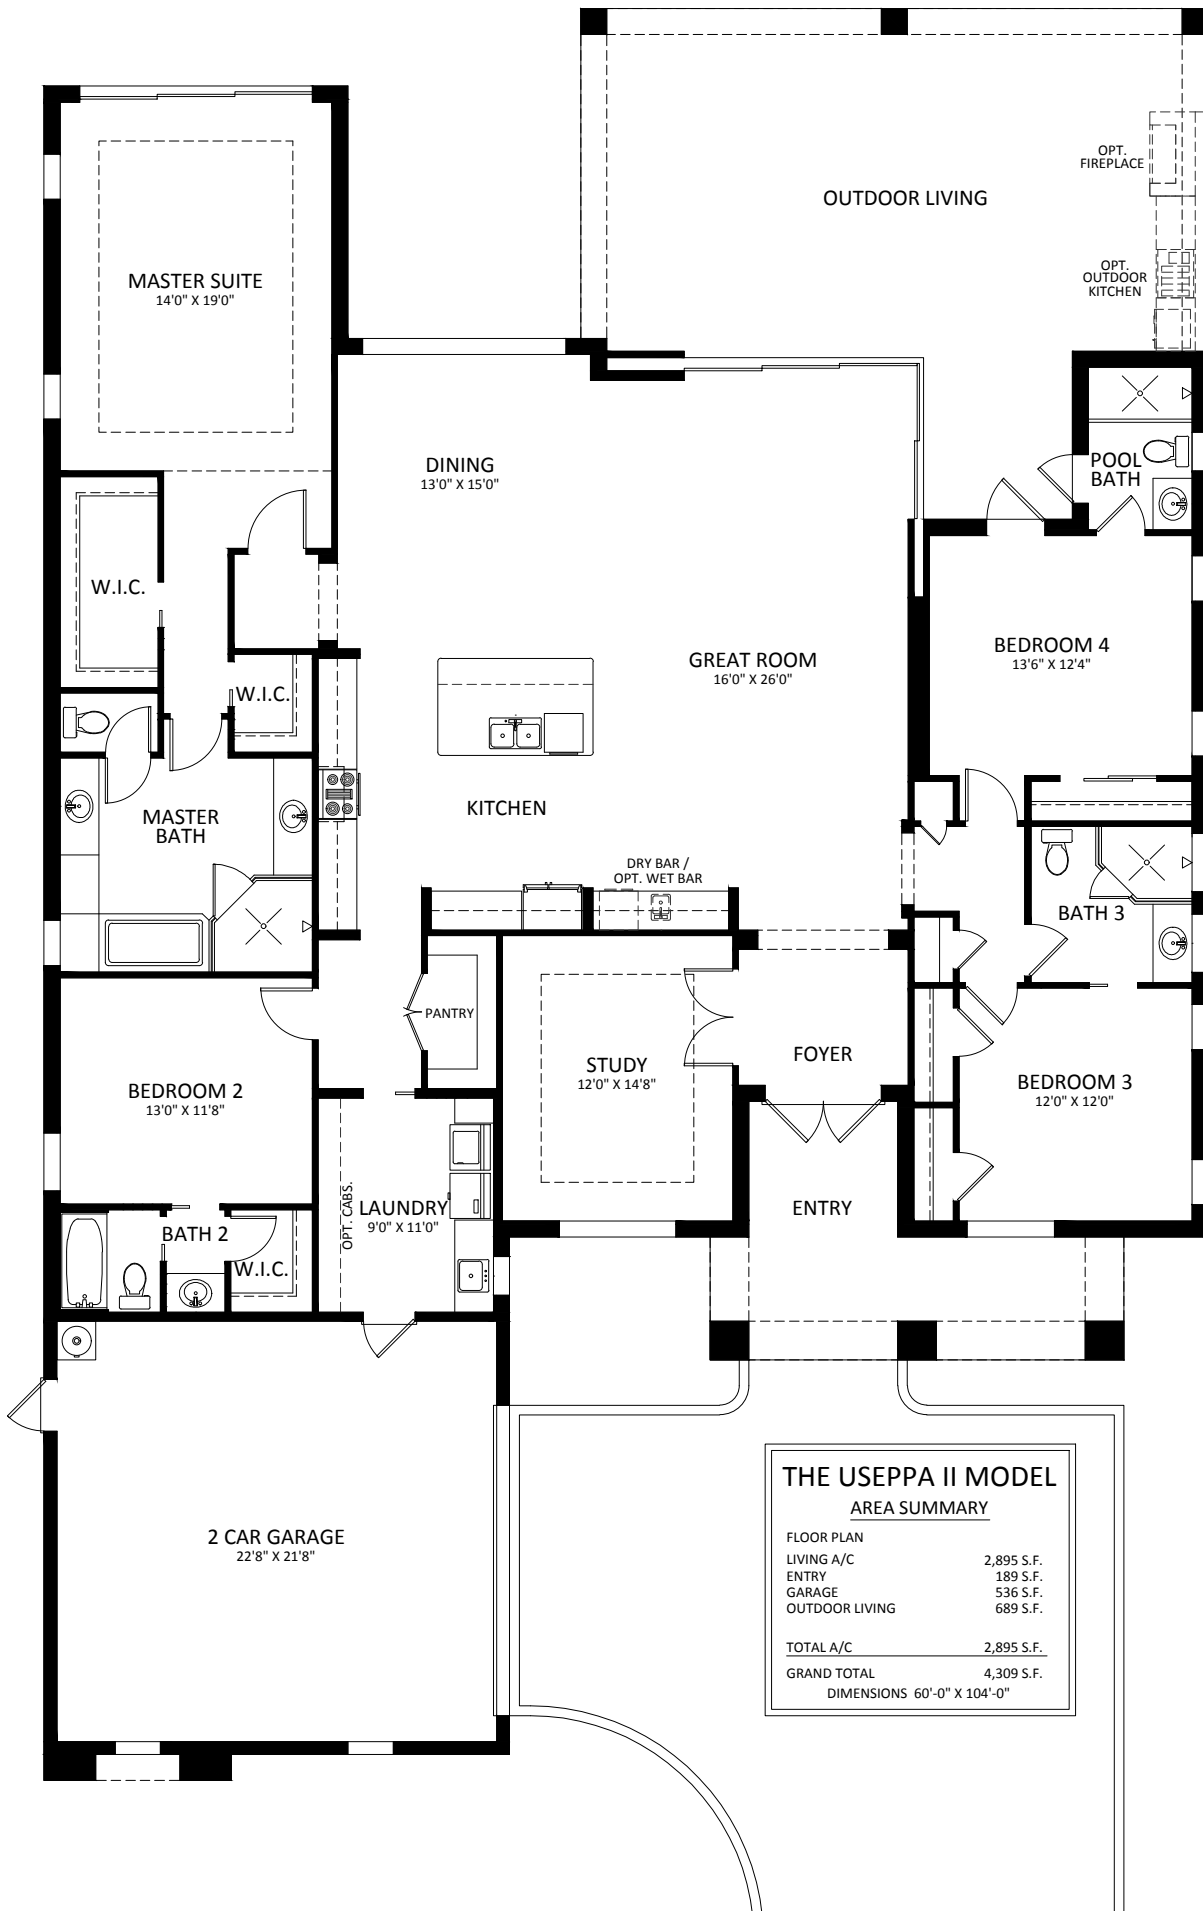 OPT.
FIREPLACE
OUTDOOR LIVING
OPT.
OUTDOOR
KITCHEN
MASTER SUITE
14'0" X 19'0"
DINING
13'0" X 15'0"
POOL
BATH
W.I.C.
BEDROOM 4
13'6" X 12'4"
GREAT ROOM
16'0" X 26'0"
W.I.C.
KITCHEN
MASTER
BATH
DRY BAR /
OPT. WET BAR
BATH 3
PANTRY
FOYER
STUDY
12'0" X 14'8"
BEDROOM 2
13'0" X 11'8"
BEDROOM 3
12'0" X 12'0"
OPT. CABS.
LAUNDRY
9'0" X 11'0"
ENTRY
BATH 2
W.I.C.
2 CAR GARAGE
22'8" X 21'8"
THE USEPPA II MODEL
AREA SUMMARY
FLOOR PLAN
LIVING A/C 2,895 S.F.
ENTRY 189 S.F.
GARAGE 536 S.F.
OUTDOOR LIVING 689 S.F.
TOTAL A/C 2,895 S.F.
GRAND TOTAL 4,309 S.F.
DIMENSIONS 60'-0" X 104'-0"